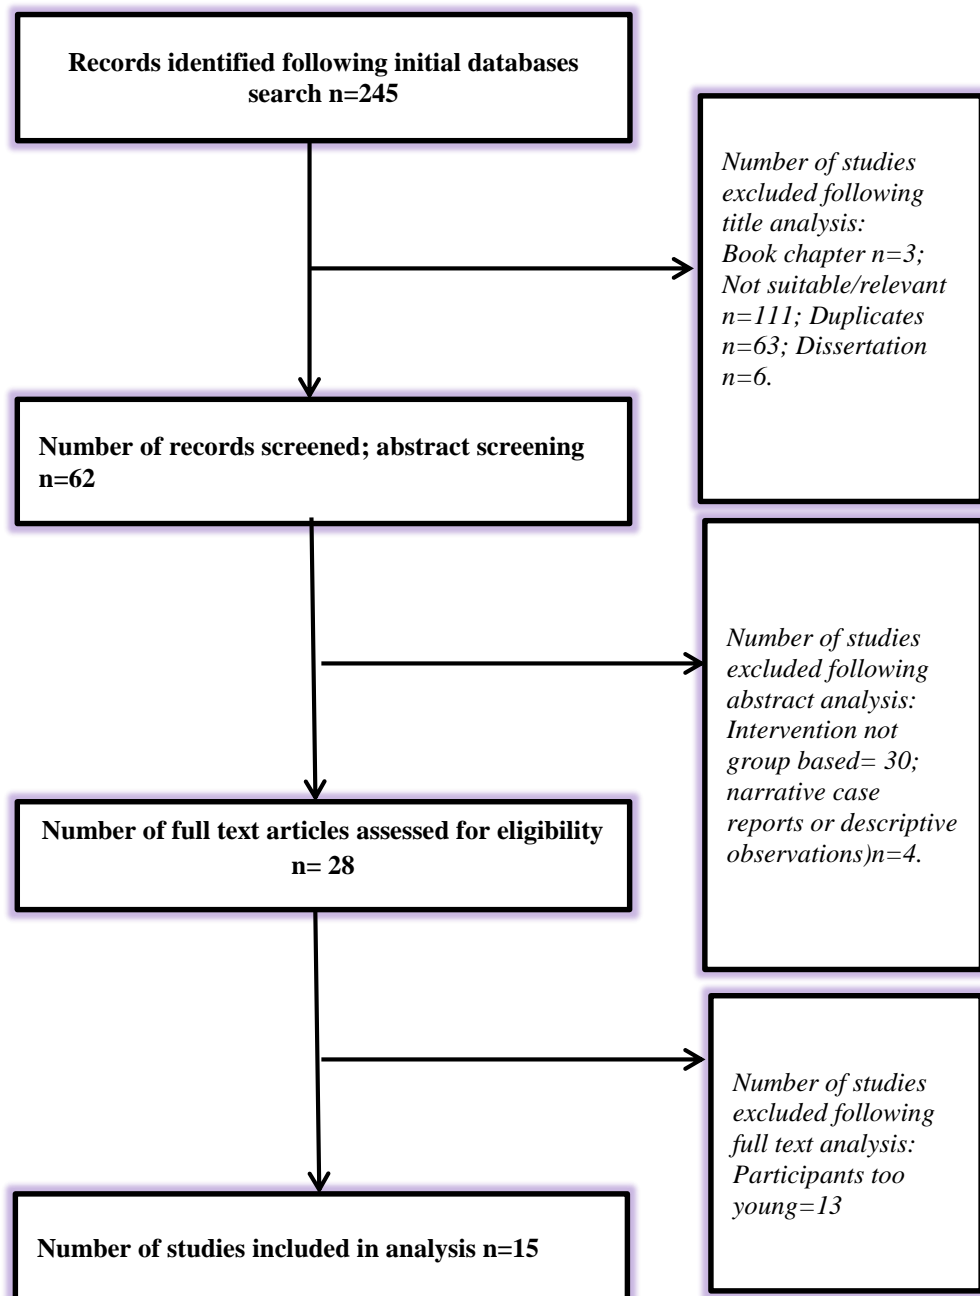 Records identified following initial databases
search n=245
Number of studies
excluded following
title analysis:
Book chapter n=3;
Not suitable/relevant
n=111; Duplicates
n=63; Dissertation
n=6.
Number of records screened; abstract screening
n=62
Number of studies
excluded following
abstract analysis:
Intervention not
group based= 30;
narrative case
reports or descriptive
observations)n=4.
Number of full text articles assessed for eligibility
n= 28
Number of studies
excluded following
full text analysis:
Participants too
young=13
Number of studies included in analysis n=15